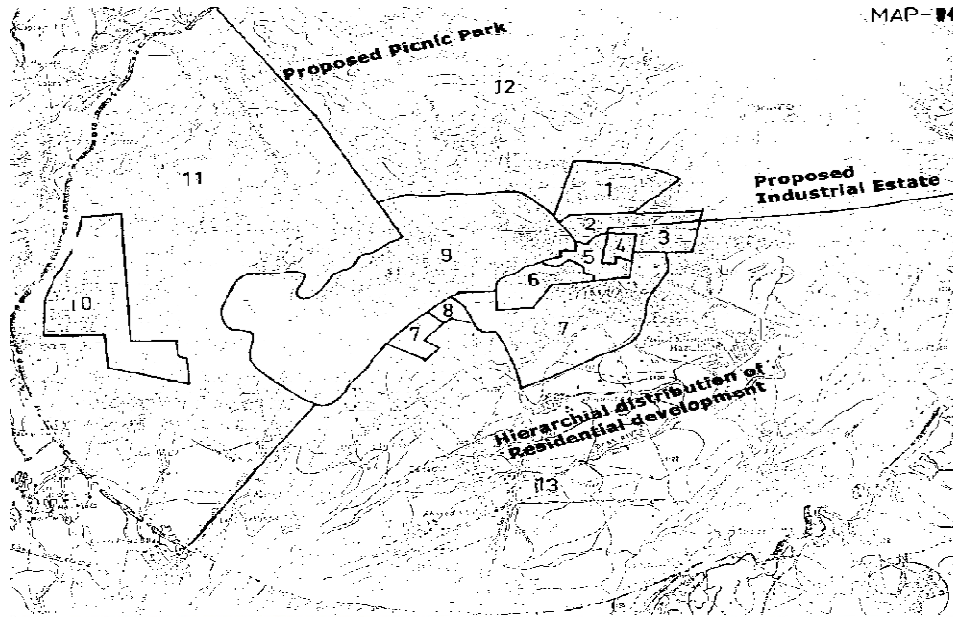 MAP-
Proposed Picnic Park
12
11
1
Proposed
Industrial Estate
2
3
4
9
5
6
10
8
7
7
Hierarchial distribution of
Residential development
13